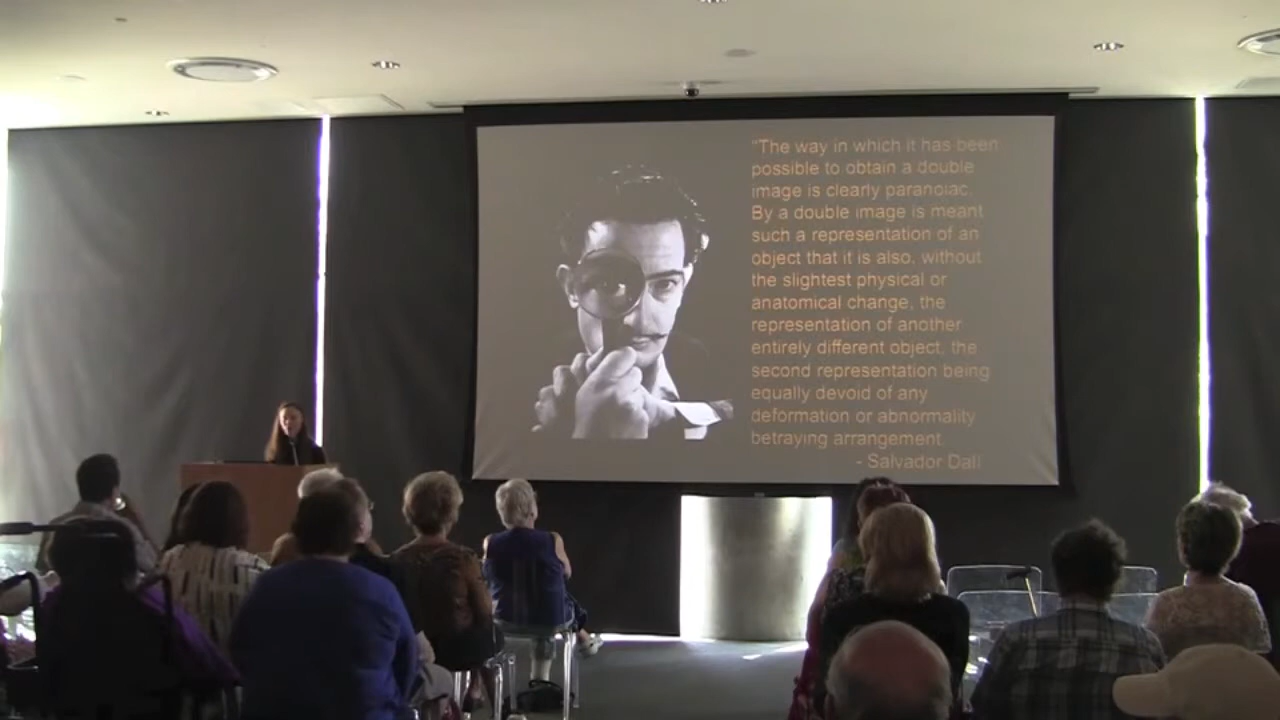 "The way in which it has been
possible to obtain a double
image is clearly paranoiac.
By a double image is meant
such a representation of an
object that it is also, without
the slightest physical or
anatomical change, the
representation of another
entirely different object, the
second representation being
equally devoid of any
deformation or abnormality
betraying arrangement.
- Salvador Dalí